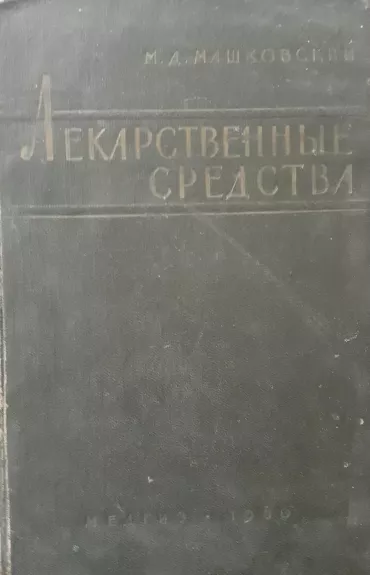 М. Д. МАШКОВСКИЙ
ЛЕКАРСТВЕННЫЕ
СРЕДСТВА
МЕДГИЗ • 1960